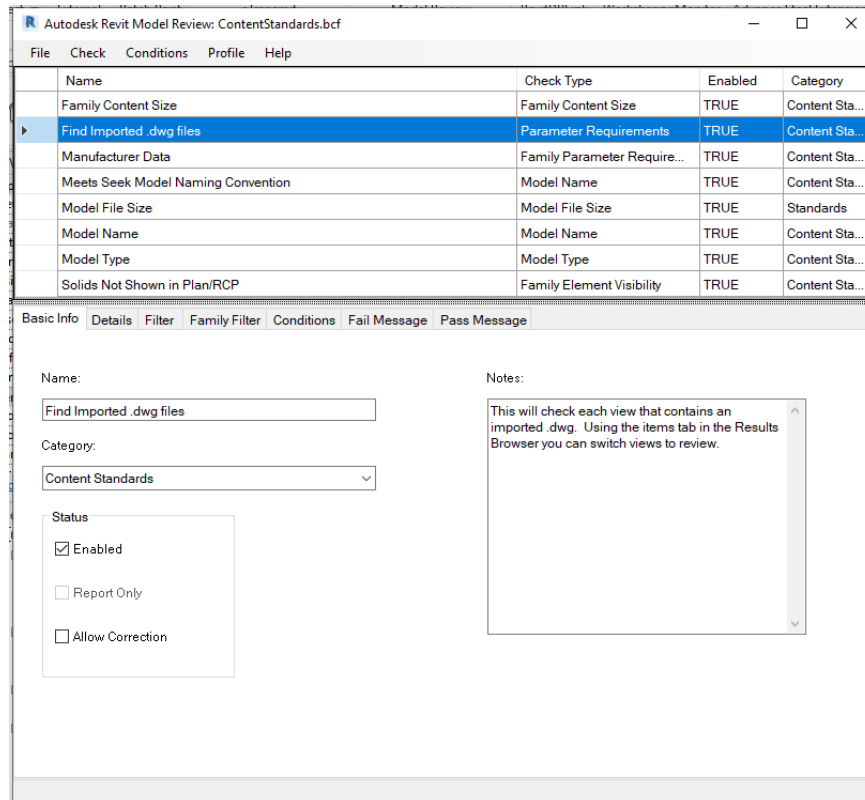 Autodesk Revit Model Review: ContentStandards.bcf
File Check Conditions Profile Help
Name Check Type Enabled Category
Family Content Size Family Content Size TRUE Content Sta...
Find Imported .dwg files Parameter Requirements TRUE Content Sta...
Manufacturer Data Family Parameter Require... TRUE Content Sta...
Meets Seek Model Naming Convention Model Name TRUE Content Sta...
Model File Size Model File Size TRUE Standards
Model Name Model Name TRUE Content Sta...
Model Type Model Type TRUE Content Sta...
Solids Not Shown in Plan/RCP Family Element Visibility TRUE Content Sta...
Basic Info Details Filter Family Filter Conditions Fail Message Pass Message
Name:
Find Imported .dwg files
Category:
Content Standards
Status
Enabled
Report Only
Allow Correction
Notes:
This will check each view that contains an
imported .dwg. Using the items tab in the Results
Browser you can switch views to review.